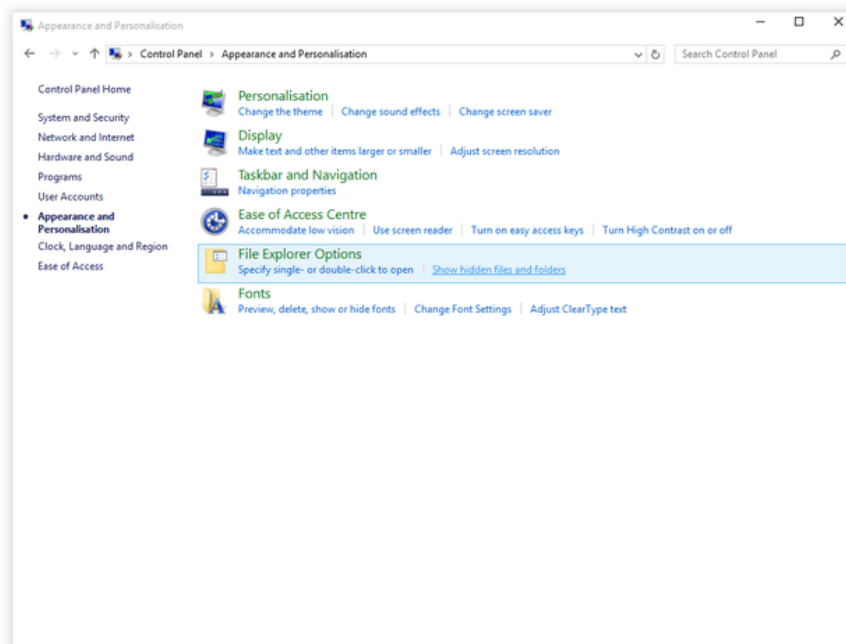 Appearance and Personalisation
Control Panel > Appearance and Personalisation
Search Control Panel
Control Panel Home
System and Security
Network and Internet
Hardware and Sound
Programs
User Accounts
Appearance and
Personalisation
Clock, Language and Region
Ease of Access
Personalisation
Change the theme | Change sound effects | Change screen saver
Display
Make text and other items larger or smaller | Adjust screen resolution
Taskbar and Navigation
Navigation properties
Ease of Access Centre
Accommodate low vision | Use screen reader | Turn on easy access keys | Turn High Contrast on or off
File Explorer Options
Specify single- or double-click to open | Show hidden files and folders
Fonts
Preview, delete, show or hide fonts | Change Font Settings | Adjust ClearType text